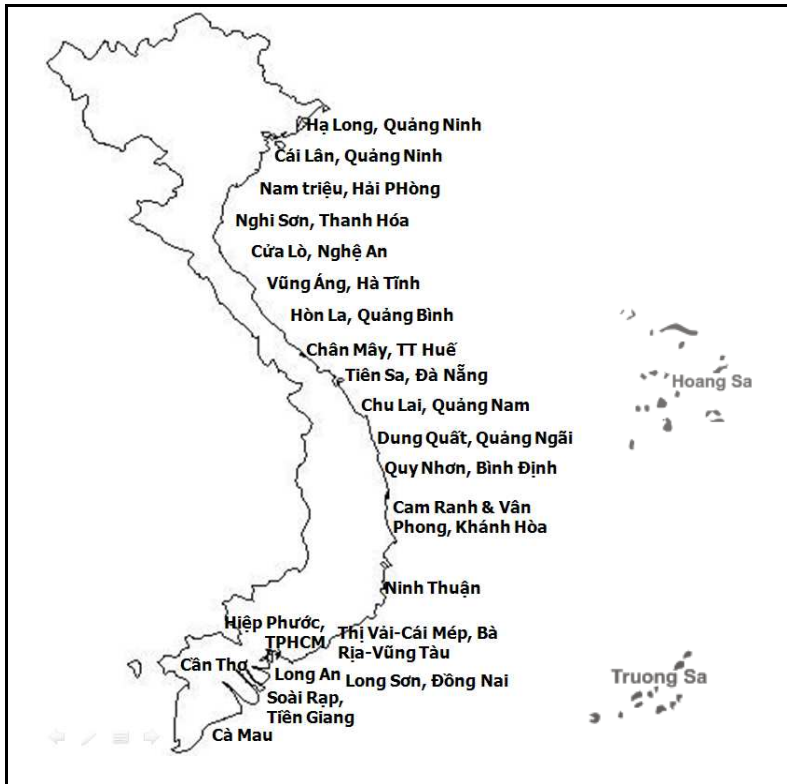 Hạ Long, Quảng Ninh
Cái Lân, Quảng Ninh
Nam triệu, Hải PHòng
Nghi Sơn, Thanh Hóa
Cửa Lò, Nghệ An
Vũng Áng, Hà Tĩnh
Hòn La, Quảng Bình
Chân Mây, TT Huế
Tiên Sa, Đà Nẵng
Hoang Sa
Chu Lai, Quảng Nam
Dung Quất, Quảng Ngãi
Quy Nhơn, Bình Định
Cam Ranh & Vân
Phong, Khánh Hòa
Ninh Thuận
Hiệp Phước,
TPHCM
Thị Vải-Cái Mép, Bà
Rịa-Vũng Tàu
Cần Thơ
Long An
Long Sơn, Đồng Nai
Truong Sa
Soài Rạp,
Tiền Giang
Cà Mau